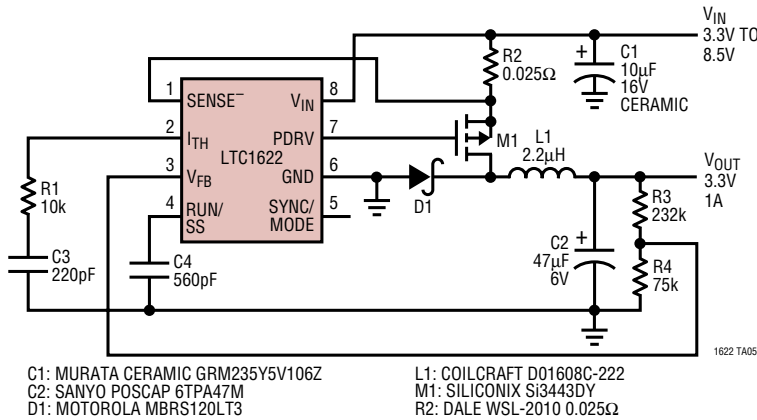 V_IN
3.3V TO
8.5V
R2
0.025Ω
+ C1
10µF
16V
CERAMIC
1 SENSE⁻
V_IN 8
2 I_TH
PDRV 7
LTC1622
3 V_FB
GND 6
4 RUN/
SS
SYNC/
MODE 5
M1
L1
2.2µH
V_OUT
3.3V
1A
D1
R1
10k
C3
220pF
C4
560pF
+
C2
47µF
6V
R3
232k
R4
75k
1622 TA05
C1: MURATA CERAMIC GRM235Y5V106Z
C2: SANYO POSCAP 6TPA47M
D1: MOTOROLA MBRS120LT3
L1: COILCRAFT D01608C-222
M1: SILICONIX Si3443DY
R2: DALE WSL-2010 0.025Ω